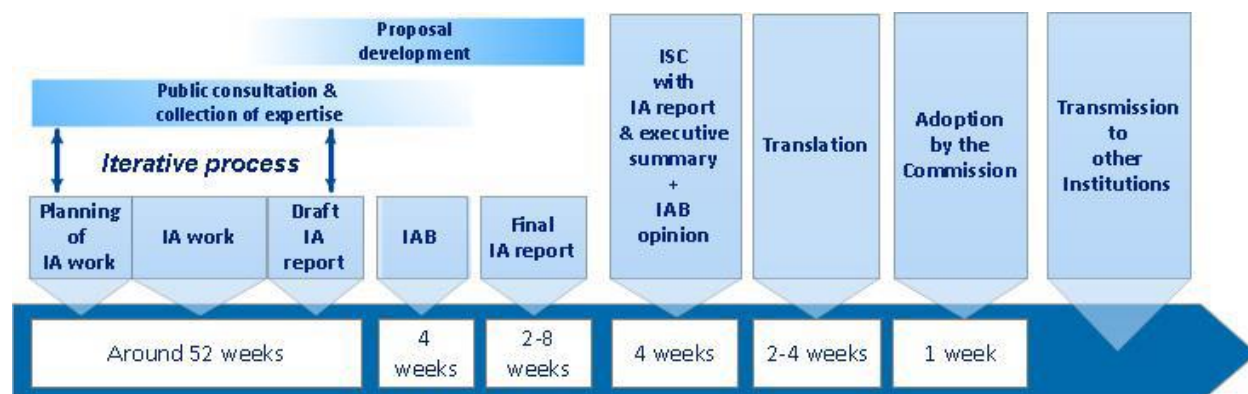 Proposal
development
Public consultation &
collection of expertise
Iterative process
Planning
of
IA work
IA work
Draft
IA
report
IAB
Final
IA report
ISC
with
IA report
& executive
summary
+
IAB
opinion
Translation
Adoption
by the
Commission
Transmission
to
other
Institutions
Around 52 weeks
4
weeks
2-8
weeks
4 weeks
2-4 weeks
1 week